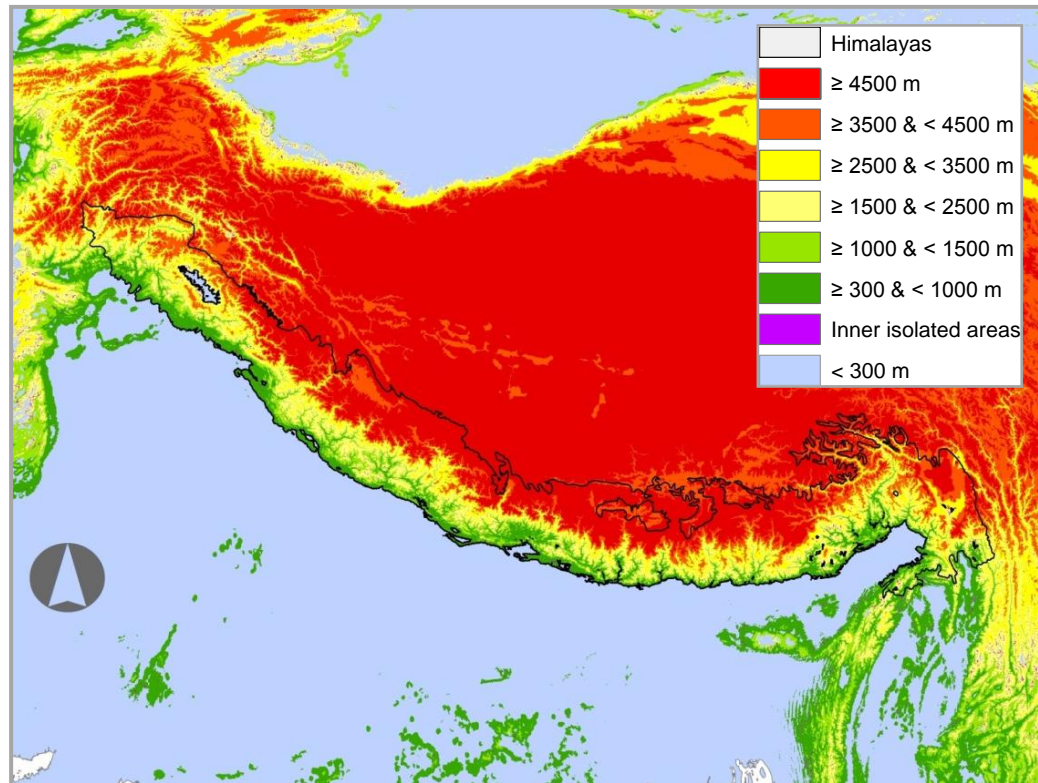 Himalayas
≥ 4500 m
≥ 3500 & < 4500 m
≥ 2500 & < 3500 m
≥ 1500 & < 2500 m
≥ 1000 & < 1500 m
≥ 300 & < 1000 m
Inner isolated areas
< 300 m